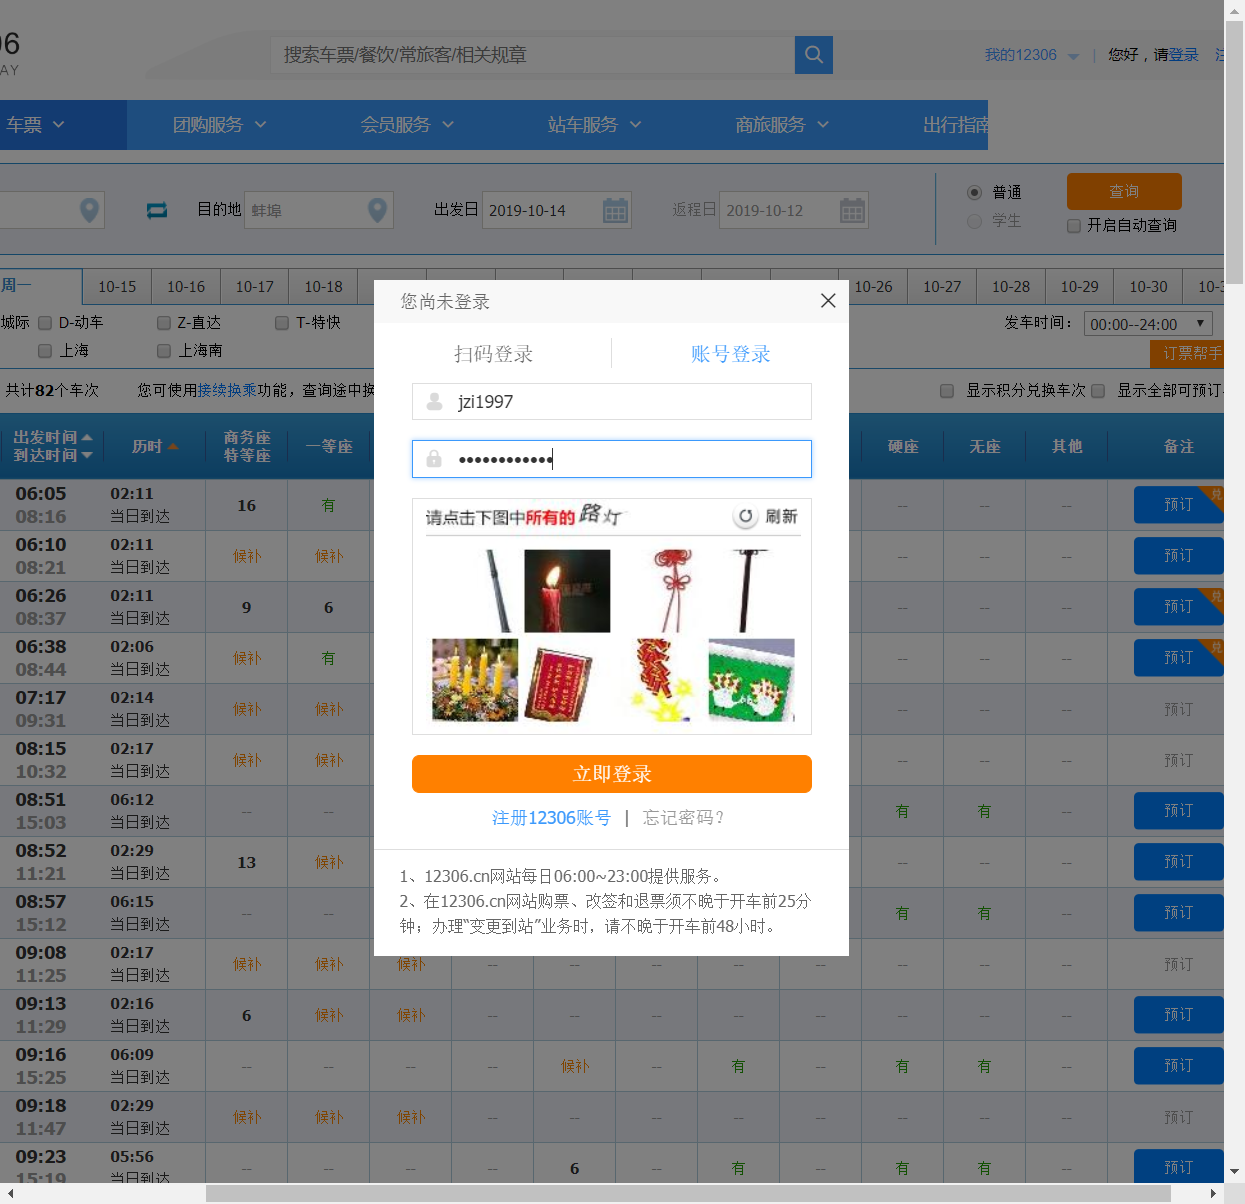 06
AY
搜索车票/餐饮/常旅客/相关规章
我的12306 | 您好，请登录
车票 团购服务 会员服务 站车服务 商旅服务 出行指南
目的地 蚌埠 出发日 2019-10-14 返程日 2019-10-12 普通 学生 查询
开启自动查询
周一 10-15 10-16 10-17 10-18 10-26 10-27 10-28 10-29 10-30
城际 D-动车 Z-直达 T-特快 发车时间： 00:00--24:00
上海 上海南 订票帮手
共计82个车次 您可使用接续换乘功能，查询途中换 显示积分兑换车次 显示全部可预订
出发时间 到达时间 历时 商务座 特等座 一等座 硬座 无座 其他 备注
06:05 02:11 16 有 -- -- -- 预订
08:16 当日到达
06:10 02:11 候补 候补 -- -- -- 预订
08:21 当日到达
06:26 02:11 9 6 -- -- -- 预订
08:37 当日到达
06:38 02:06 候补 有 -- -- -- 预订
08:44 当日到达
07:17 02:14 候补 候补 -- -- -- 预订
09:31 当日到达
08:15 02:17 候补 候补 -- -- -- 预订
10:32 当日到达
08:51 06:12 -- -- 有 有 -- 预订
15:03 当日到达
08:52 02:29 13 候补 -- -- -- 预订
11:21 当日到达
08:57 06:15 -- -- 有 有 -- 预订
15:12 当日到达
09:08 02:17 候补 候补 候补 -- -- -- -- -- -- -- -- 预订
11:25 当日到达
09:13 02:16 6 候补 候补 -- -- -- -- -- -- -- -- 预订
11:29 当日到达
09:16 06:09 -- -- -- -- 候补 -- 有 -- 有 有 -- 预订
15:25 当日到达
09:18 02:29 候补 候补 候补 -- -- -- -- -- -- -- -- 预订
11:47 当日到达
09:23 05:56 -- -- -- -- 6 -- 有 -- 有 有 -- 预订
15:19 当日到达
您尚未登录
扫码登录 账号登录
jzi1997
请点击下图中所有的 路灯 刷新
立即登录
注册12306账号 | 忘记密码？
1、12306.cn网站每日06:00~23:00提供服务。
2、在12306.cn网站购票、改签和退票须不晚于开车前25分
钟；办理“变更到站”业务时，请不晚于开车前48小时。